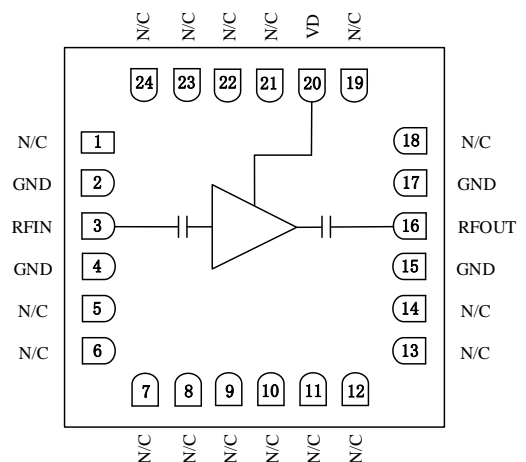 N/C N/C N/C N/C VD N/C
24 23 22 21 20 19
N/C 1 18 N/C
GND 2 17 GND
RFIN 3 16 RFOUT
GND 4 15 GND
N/C 5 14 N/C
N/C 6 13 N/C
7 8 9 10 11 12
N/C N/C N/C N/C N/C N/C